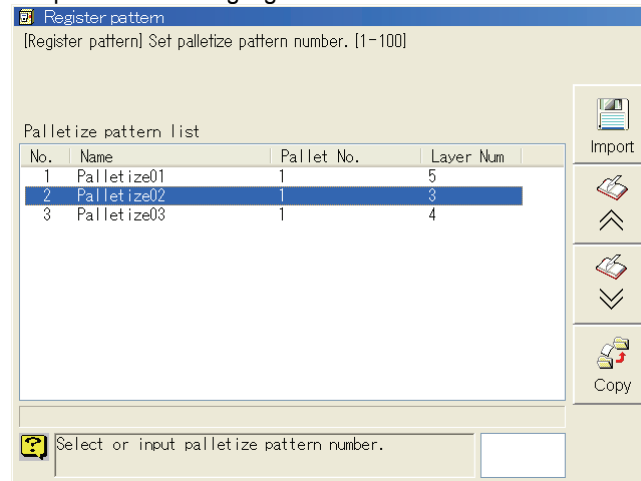 Register pattern
[Register pattern] Set palletize pattern number. [1-100]
Palletize pattern list
No. Name Pallet No. Layer Num
1 Palletize01 1 5
2 Palletize02 1 3
3 Palletize03 1 4
Import
Copy
Select or input palletize pattern number.